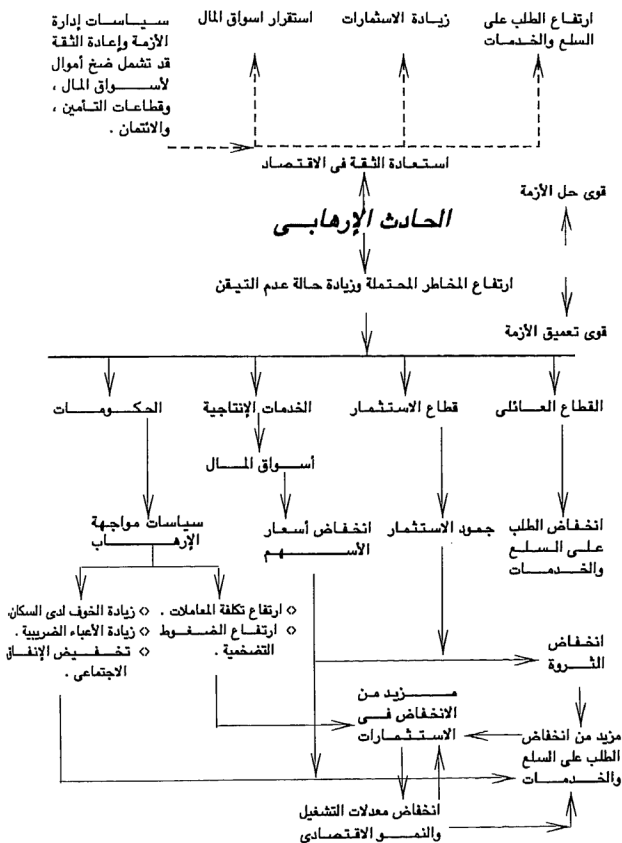 ارتفاع الطلب على
السلع والخدمات
زيادة الاسثمارات
استقرار اسواق المال
سياسات إدارة
الأزمة وإعادة الثقة
قد تشمل ضخ أموال
لأسواق المال ،
وقطاعات التأمين ،
والائتمان .
استعادة الثقة فى الاقتصاد
قوى حل الأزمة
الحادث الإرهابى
ارتفاع المخاطر المحتملة وزيادة حالة عدم التيقن
قوى تعميق الأزمة
القطاع العائلى
قطاع الاستثمار
الخدمات الإنتاجية
الحكومات
أسواق المال
انخفاض الطلب
على السلع
والخدمات
جمود الاستثمار
انخفاض أسعار
الأسهم
سياسات مواجهة
الإرهاب
◊ ارتفاع تكلفة المعاملات .
◊ ارتفاع الضغوط
التضخمية .
◊ زيادة الخوف لدى السكان.
◊ زيادة الأعباء الضريبية .
◊ تخفيض الإنفاق
الاجتماعى .
انخفاض
الثروة
مزيد من
الانخفاض فى
الاستثمارات
مزيد من انخفاض
الطلب على السلع
والخدمات
انخفاض معدلات التشغيل
والنمو الاقتصادى